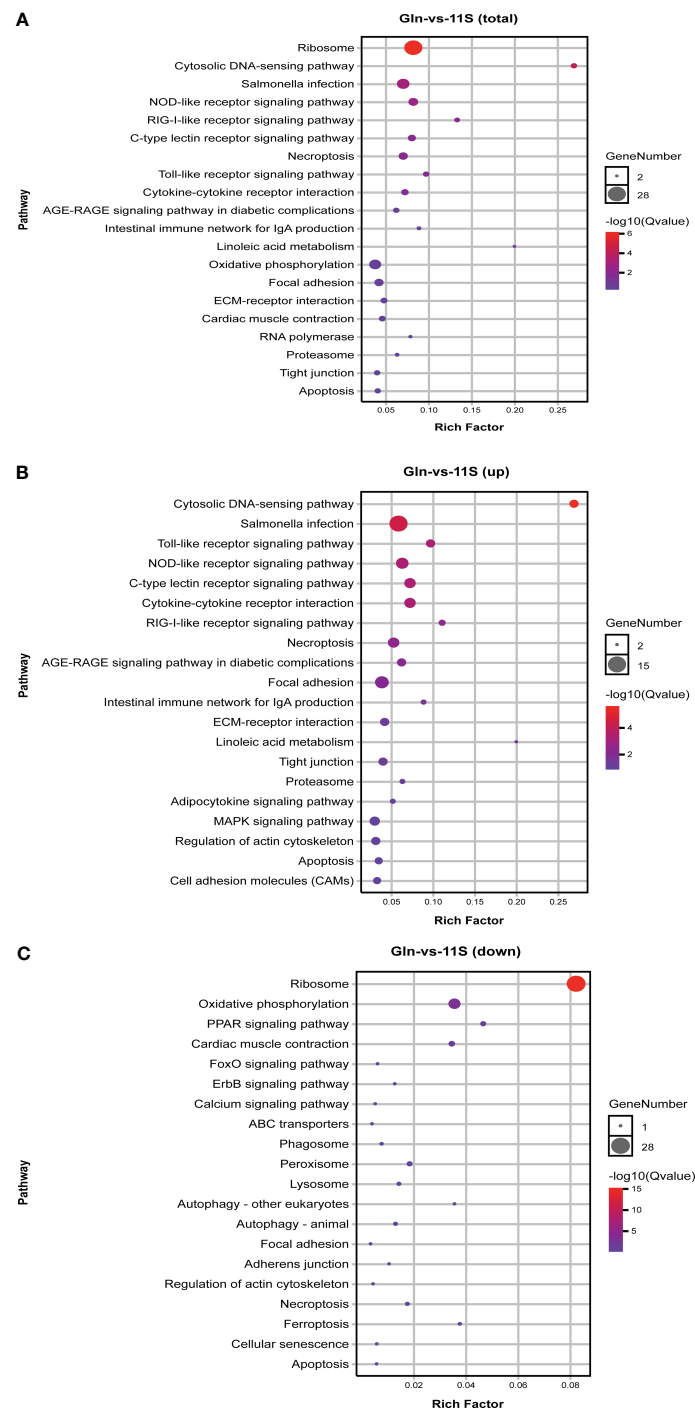 A
Gln-vs-11S (total)
Ribosome
Cytosolic DNA-sensing pathway
Salmonella infection
NOD-like receptor signaling pathway
RIG-I-like receptor signaling pathway
C-type lectin receptor signaling pathway
Necroptosis
Toll-like receptor signaling pathway
Cytokine-cytokine receptor interaction
AGE-RAGE signaling pathway in diabetic complications
Intestinal immune network for IgA production
Linoleic acid metabolism
Oxidative phosphorylation
Focal adhesion
ECM-receptor interaction
Cardiac muscle contraction
RNA polymerase
Proteasome
Tight junction
Apoptosis
Pathway
0.05 0.10 0.15 0.20 0.25
Rich Factor
GeneNumber
2
28
-log10(Qvalue)
6
4
2
B
Gln-vs-11S (up)
Cytosolic DNA-sensing pathway
Salmonella infection
Toll-like receptor signaling pathway
NOD-like receptor signaling pathway
C-type lectin receptor signaling pathway
Cytokine-cytokine receptor interaction
RIG-I-like receptor signaling pathway
Necroptosis
AGE-RAGE signaling pathway in diabetic complications
Focal adhesion
Intestinal immune network for IgA production
ECM-receptor interaction
Linoleic acid metabolism
Tight junction
Proteasome
Adipocytokine signaling pathway
MAPK signaling pathway
Regulation of actin cytoskeleton
Apoptosis
Cell adhesion molecules (CAMs)
Pathway
0.05 0.10 0.15 0.20 0.25
Rich Factor
GeneNumber
2
15
-log10(Qvalue)
4
2
C
Gln-vs-11S (down)
Ribosome
Oxidative phosphorylation
PPAR signaling pathway
Cardiac muscle contraction
FoxO signaling pathway
ErbB signaling pathway
Calcium signaling pathway
ABC transporters
Phagosome
Peroxisome
Lysosome
Autophagy - other eukaryotes
Autophagy - animal
Focal adhesion
Adherens junction
Regulation of actin cytoskeleton
Necroptosis
Ferroptosis
Cellular senescence
Apoptosis
Pathway
0.02 0.04 0.06 0.08
Rich Factor
GeneNumber
1
28
-log10(Qvalue)
15
10
5